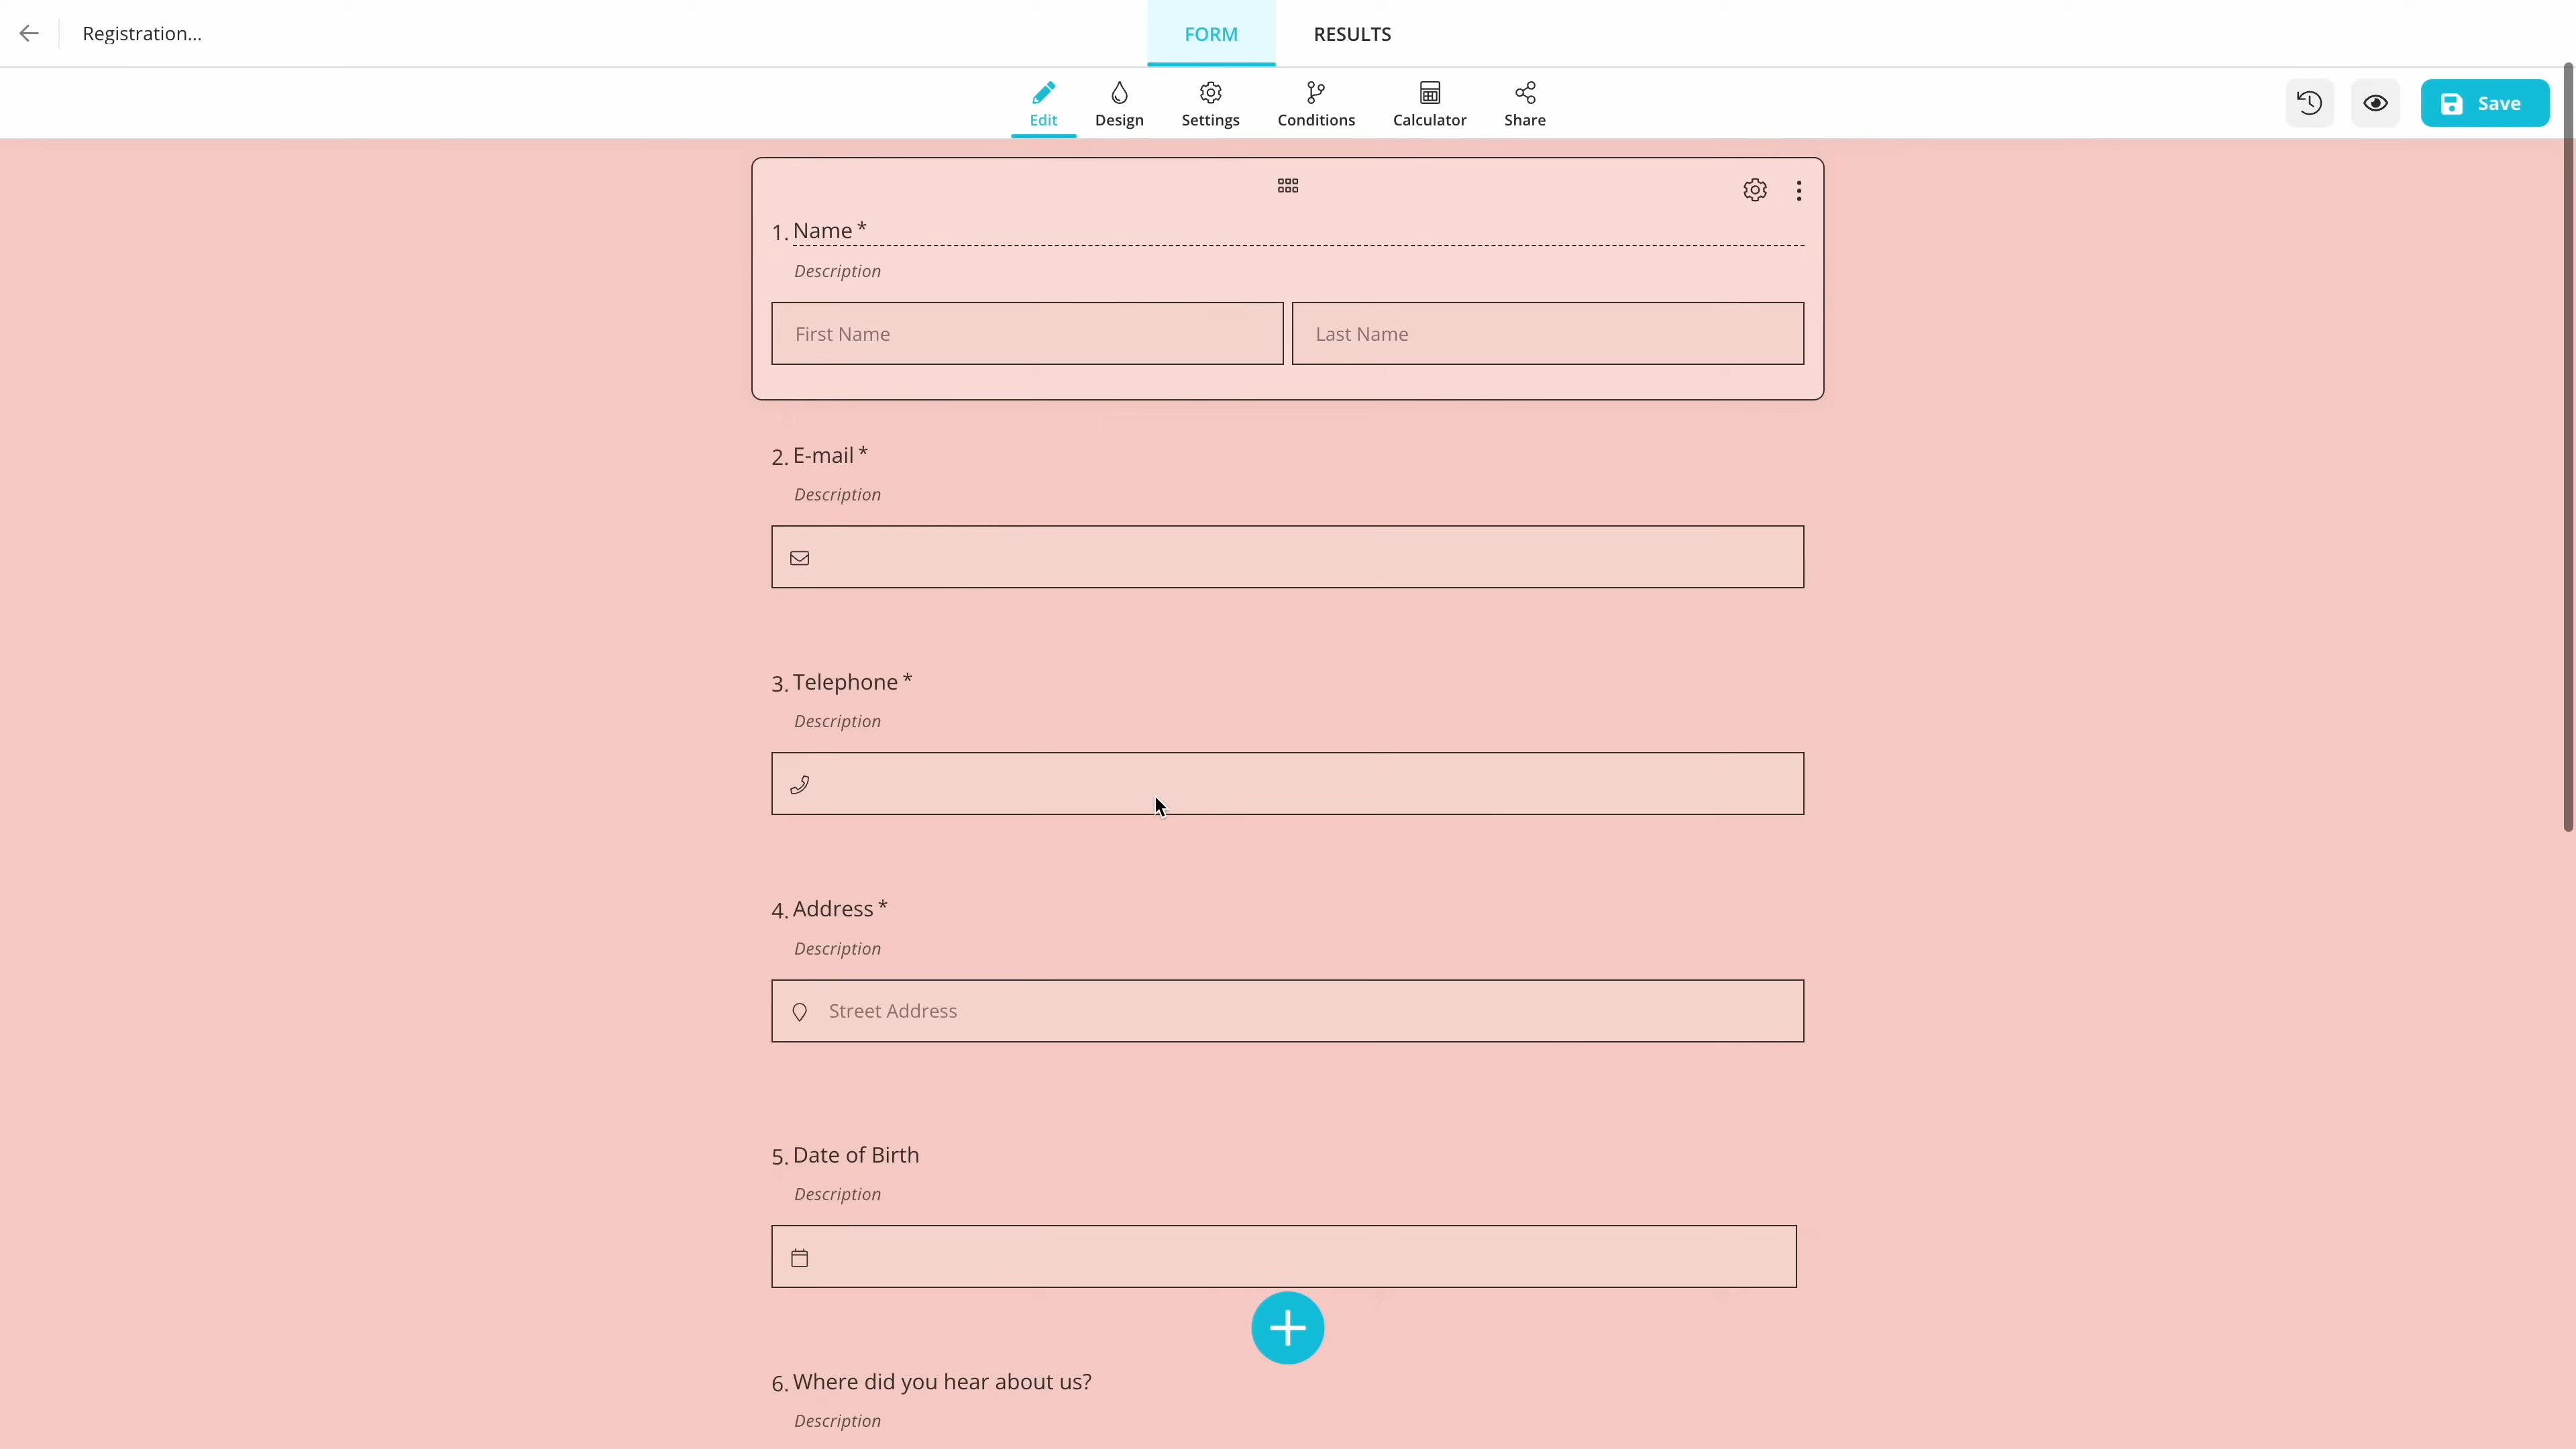 Registration...
FORM
RESULTS
Edit
Design
Settings
Conditions
Calculator
Share
Save
1. Name *
Description
First Name
Last Name
2. E-mail *
Description
3. Telephone *
Description
4. Address *
Description
Street Address
5. Date of Birth
Description
6. Where did you hear about us?
Description